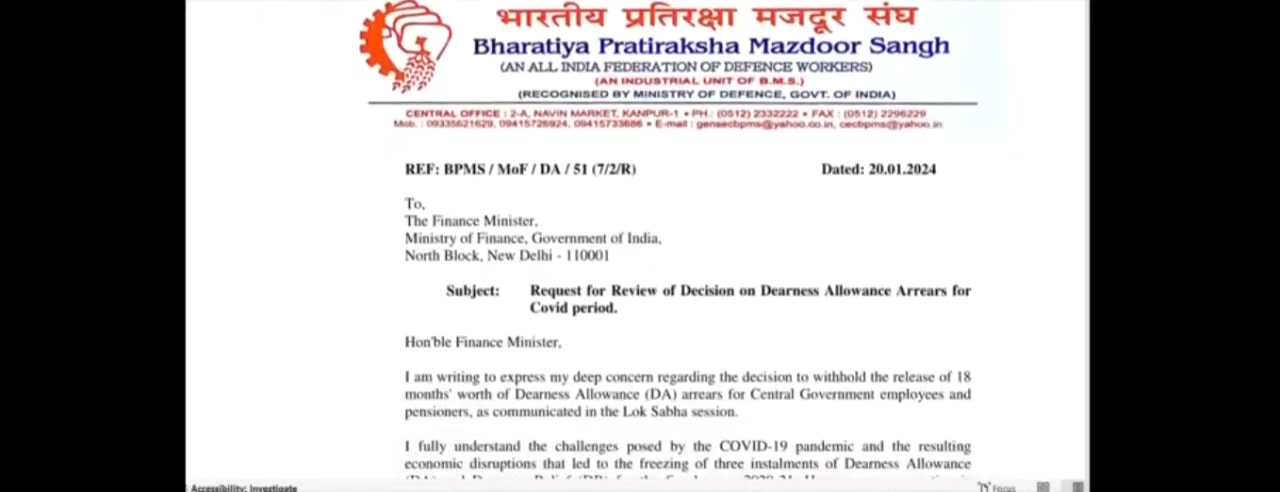 भारतीय प्रतिरक्षा मजदूर संघ
Bharatiya Pratiraksha Mazdoor Sangh
(AN ALL INDIA FEDERATION OF DEFENCE WORKERS)
(AN INDUSTRIAL UNIT OF B.M.S.)
(RECOGNISED BY MINISTRY OF DEFENCE, GOVT. OF INDIA)
CENTRAL OFFICE : 2-A, NAVIN MARKET, KANPUR-1 • PH.: (0512) 2332222 • FAX : (0512) 2296229
Mob. : 09335621629, 09415726924, 09415733686 • E-mail : gensecbpms@yahoo.co.in, cecbpms@yahoo.in
REF: BPMS / MoF / DA / 51 (7/2/R) Dated: 20.01.2024
To,
The Finance Minister,
Ministry of Finance, Government of India,
North Block, New Delhi - 110001
Subject: Request for Review of Decision on Dearness Allowance Arrears for
Covid period.
Hon'ble Finance Minister,
I am writing to express my deep concern regarding the decision to withhold the release of 18
months' worth of Dearness Allowance (DA) arrears for Central Government employees and
pensioners, as communicated in the Lok Sabha session.
I fully understand the challenges posed by the COVID-19 pandemic and the resulting
economic disruptions that led to the freezing of three instalments of Dearness Allowance
Accessibility: Investigate
Focus